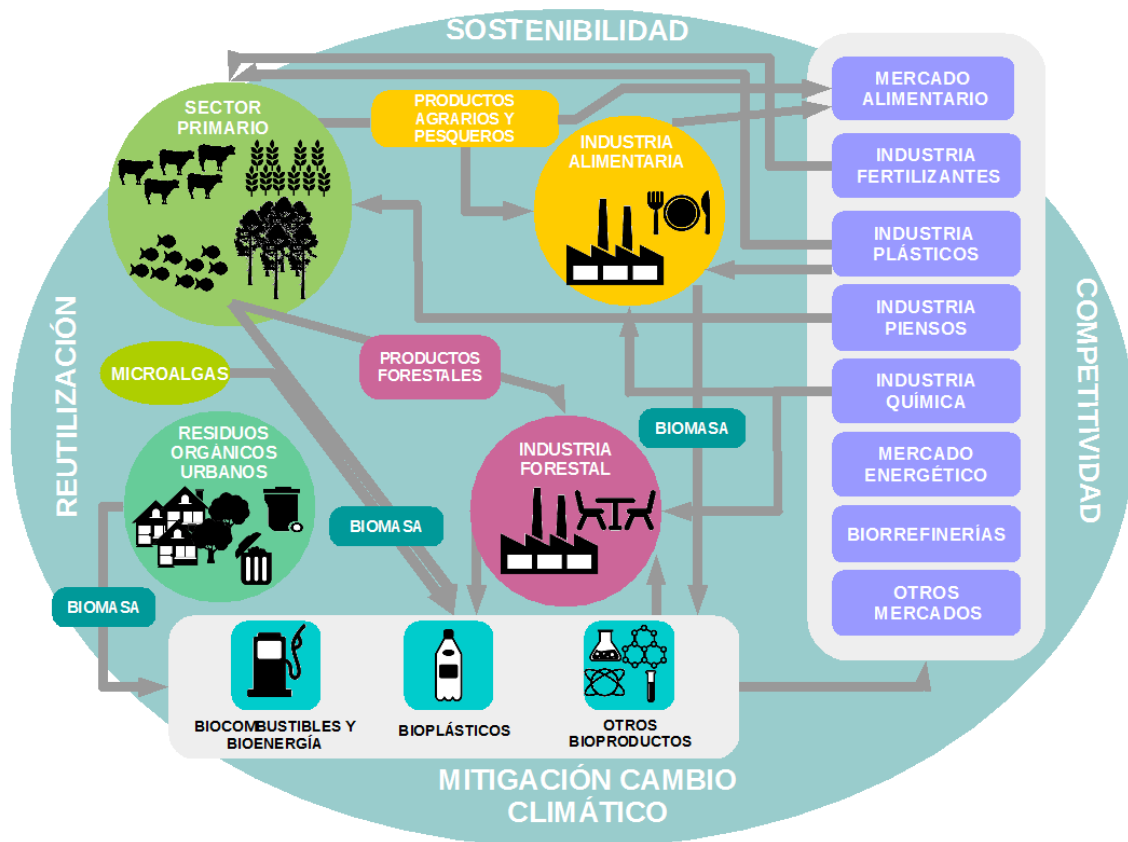 SOSTENIBILIDAD
SECTOR
PRIMARIO
PRODUCTOS
AGRARIOS Y
PESQUEROS
INDUSTRIA
ALIMENTARIA
MERCADO
ALIMENTARIO
INDUSTRIA
FERTILIZANTES
INDUSTRIA
PLÁSTICOS
INDUSTRIA
PIENSOS
INDUSTRIA
QUÍMICA
MERCADO
ENERGÉTICO
BIORREFINERÍAS
OTROS
MERCADOS
REUTILIZACIÓN
COMPETITIVIDAD
MICROALGAS
PRODUCTOS
FORESTALES
RESIDUOS
ORGÁNICOS
URBANOS
INDUSTRIA
FORESTAL
BIOMASA
BIOMASA
BIOMASA
BIOCOMBUSTIBLES Y
BIOENERGÍA
BIOPLÁSTICOS
OTROS
BIOPRODUCTOS
MITIGACIÓN CAMBIO
CLIMÁTICO